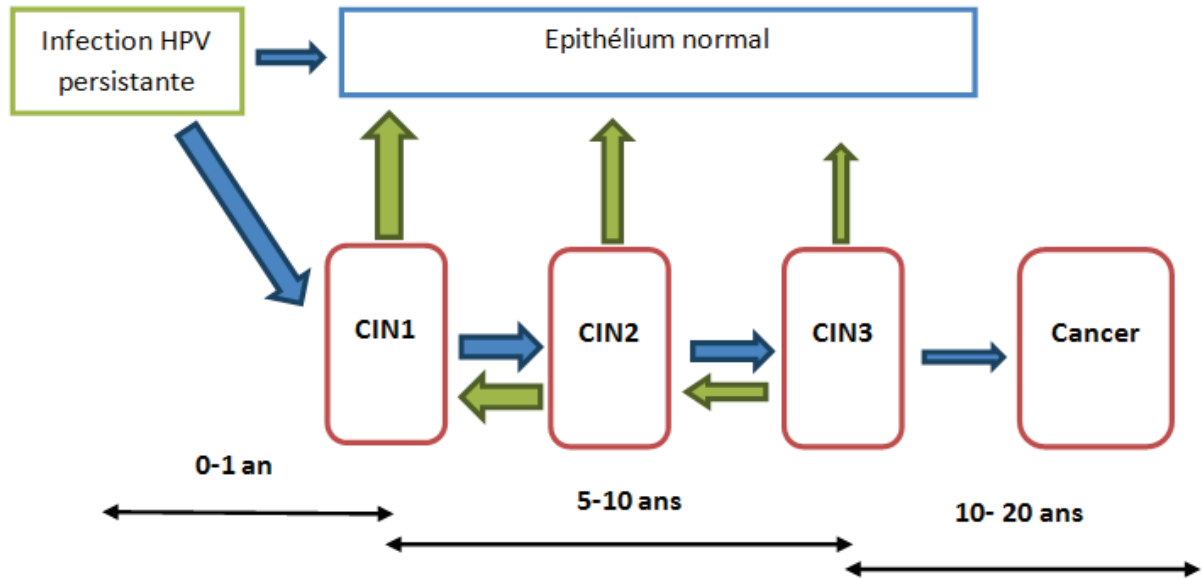 Infection HPV
persistante
Epithélium normal
CIN1
CIN2
CIN3
Cancer
0-1 an
5-10 ans
10- 20 ans